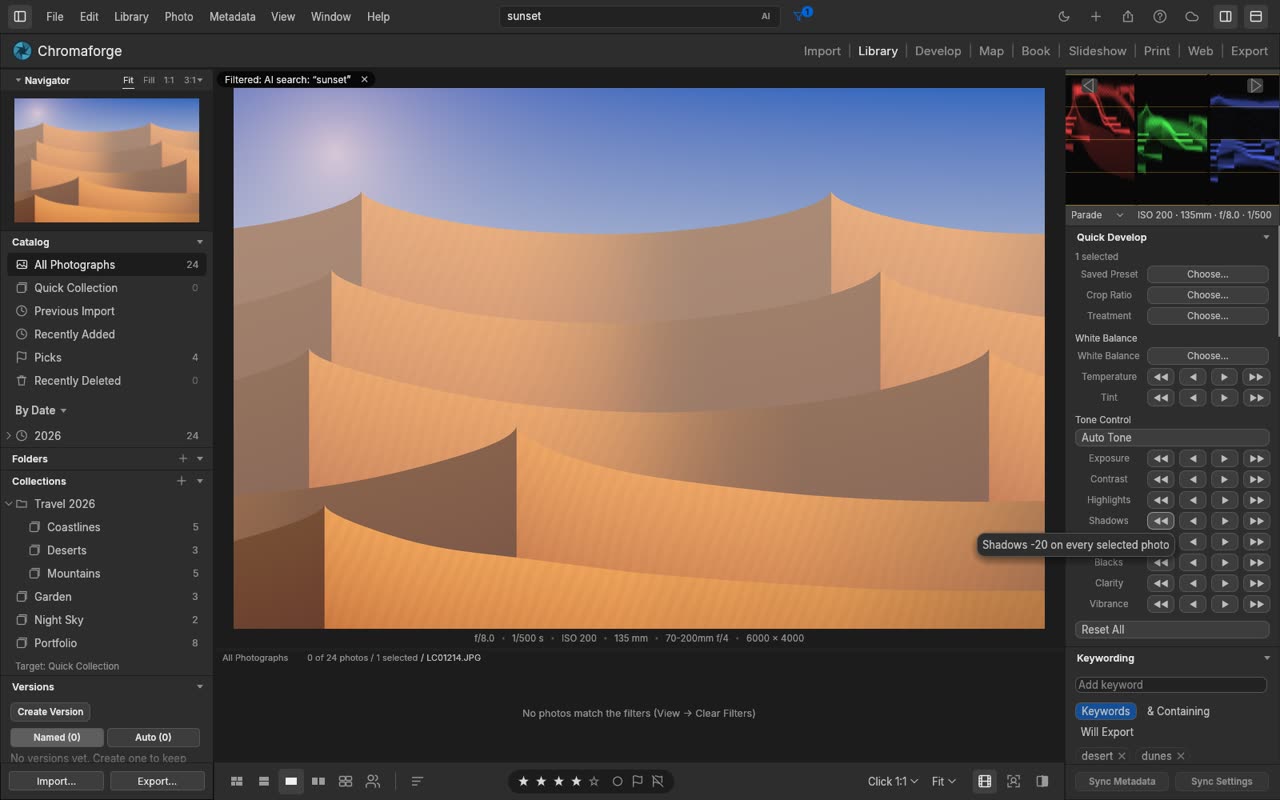 File Edit Library Photo Metadata View Window Help
sunset AI
1
Chromaforge
Import Library Develop Map Book Slideshow Print Web Export
Navigator Fit Fill 1:1 3:1
Filtered: AI search: “sunset” ✕
Catalog
All Photographs 24
Quick Collection 0
Previous Import
Recently Added
Picks 4
Recently Deleted 0
By Date
2026 24
Folders
Collections
Travel 2026
Coastlines 5
Deserts 3
Mountains 5
Garden 3
Night Sky 2
Portfolio 8
Target: Quick Collection
Versions
Create Version
Named (0) Auto (0)
No versions yet. Create one to keep
Import... Export...
f/8.0 • 1/500 s • ISO 200 • 135 mm • 70-200mm f/4 • 6000 × 4000
All Photographs 0 of 24 photos / 1 selected / LC01214.JPG
No photos match the filters (View → Clear Filters)
Click 1:1 Fit
Parade ISO 200 · 135mm · f/8.0 · 1/500
Quick Develop
1 selected
Saved Preset Choose...
Crop Ratio Choose...
Treatment Choose...
White Balance
White Balance Choose...
Temperature
Tint
Tone Control
Auto Tone
Exposure
Contrast
Highlights
Shadows
Shadows -20 on every selected photo
Blacks
Clarity
Vibrance
Reset All
Keywording
Add keyword
Keywords & Containing
Will Export
desert ✕ dunes ✕
Sync Metadata Sync Settings